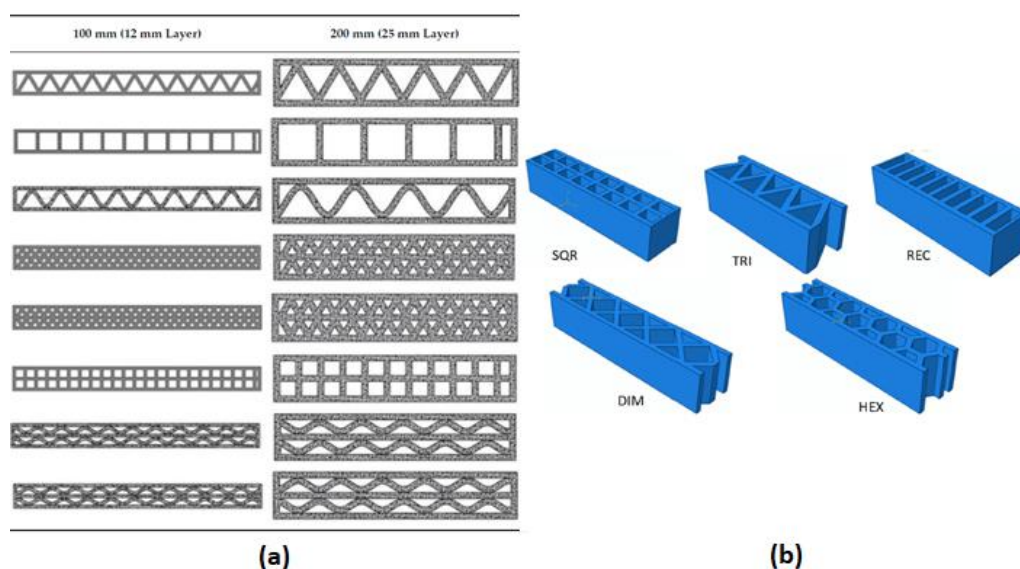 100 mm (12 mm Layer) 200 mm (25 mm Layer)
SQR TRI REC
DIM HEX
(a) (b)